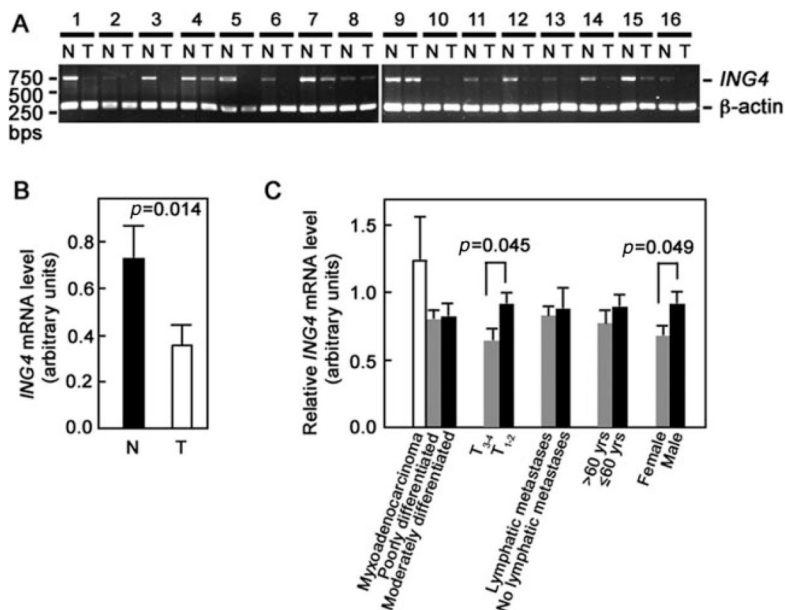 A
1 2 3 4 5 6 7 8 9 10 11 12 13 14 15 16
N T N T N T N T N T N T N T N T N T N T N T N T N T N T N T N T
750
500
250
bps
ING4
β-actin
B
p=0.014
ING4 mRNA level
(arbitrary units)
0.8
0.6
0.4
0.2
0.0
N T
C
Relative ING4 mRNA level
(arbitrary units)
1.5
1.0
0.5
0.0
p=0.045
p=0.049
Myxoadenocarcinoma
Poorly differentiated
Moderately differentiated
T3-4
T1-2
Lymphatic metastases
No lymphatic metastases
>60 yrs
≤60 yrs
Female
Male